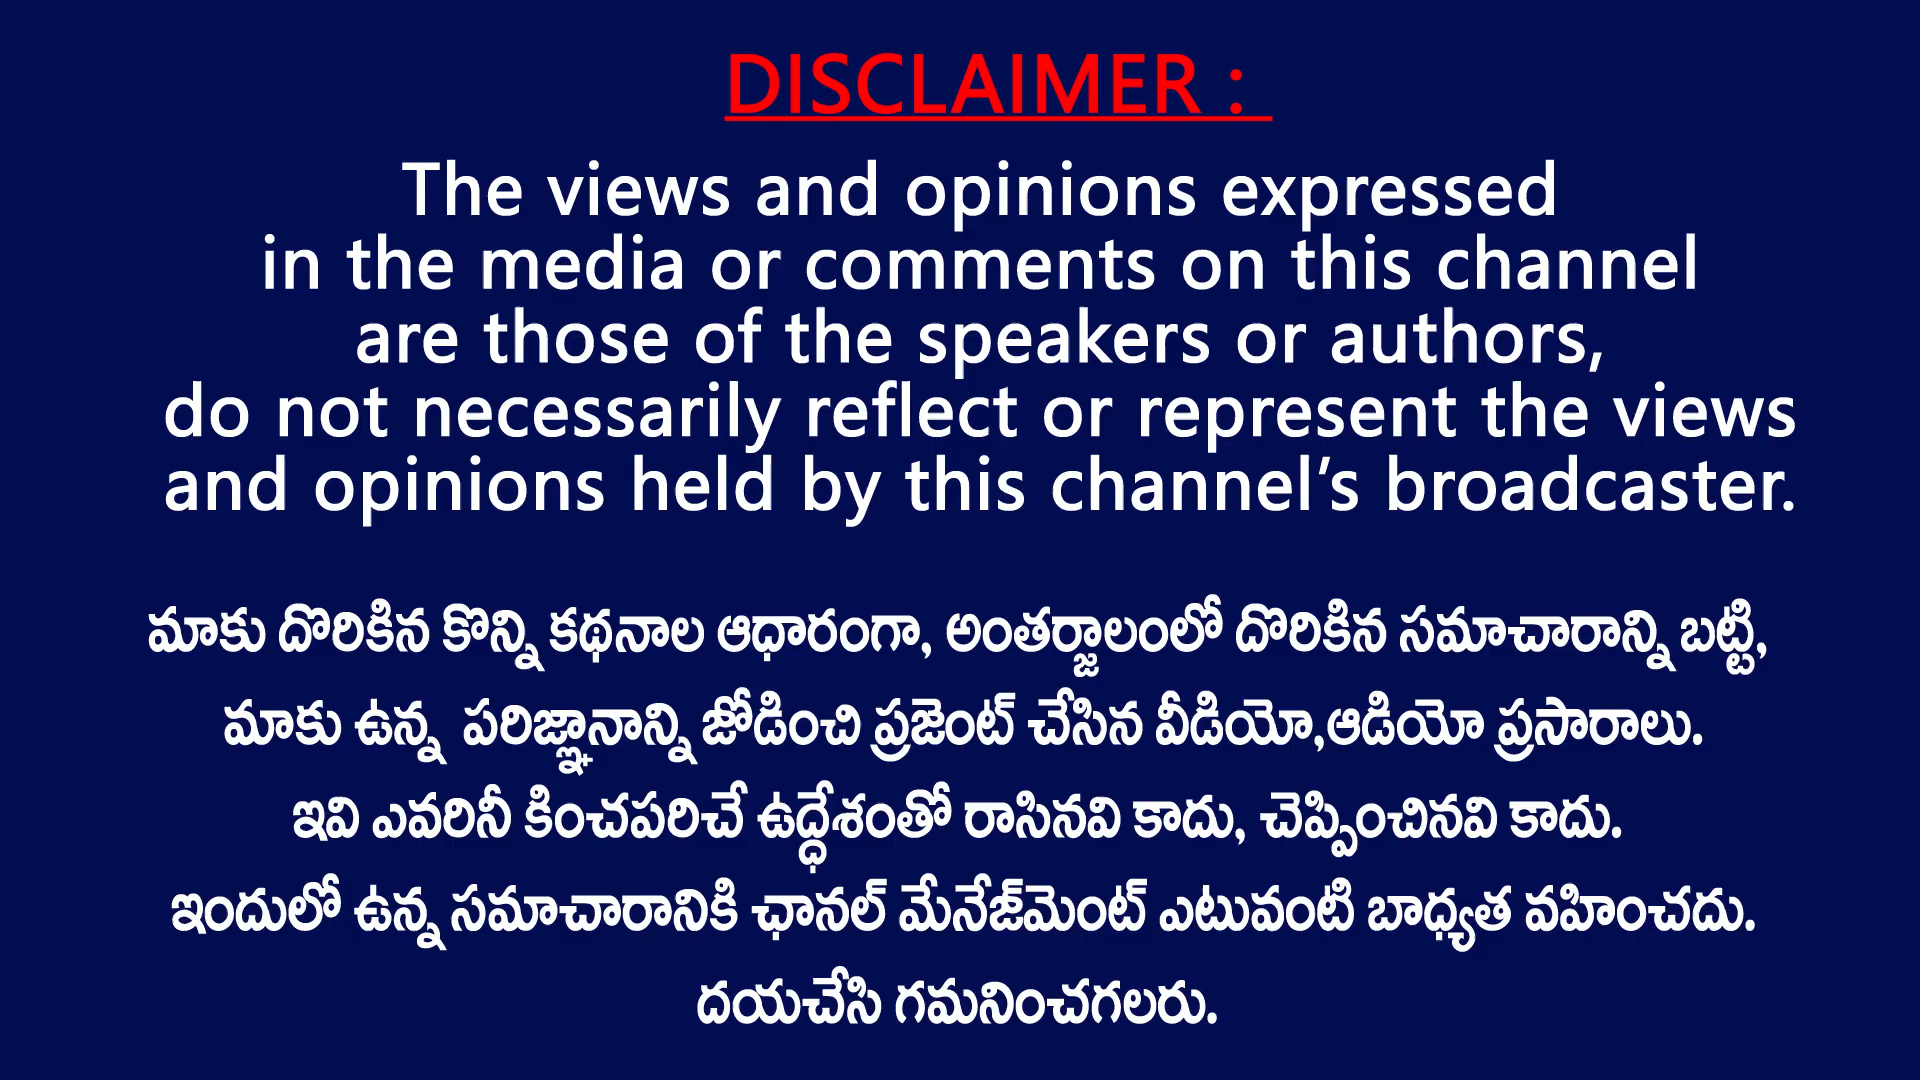 DISCLAIMER :
The views and opinions expressed
in the media or comments on this channel
are those of the speakers or authors,
do not necessarily reflect or represent the views
and opinions held by this channel’s broadcaster.
మాకు దొరికిన కొన్ని కథనాల ఆధారంగా, అంతర్జాలంలో దొరికిన సమాచారాన్ని బట్టి,
మాకు ఉన్న పరిజ్ఞానాన్ని జోడించి ప్రజెంట్ చేసిన వీడియో,ఆడియో ప్రసారాలు.
ఇవి ఎవరినీ కించపరిచే ఉద్ధేశంతో రాసినవి కాదు, చెప్పించినవి కాదు.
ఇందులో ఉన్న సమాచారానికి ఛానల్ మేనేజ్‌మెంట్ ఎటువంటి బాధ్యత వహించదు.
దయచేసి గమనించగలరు.